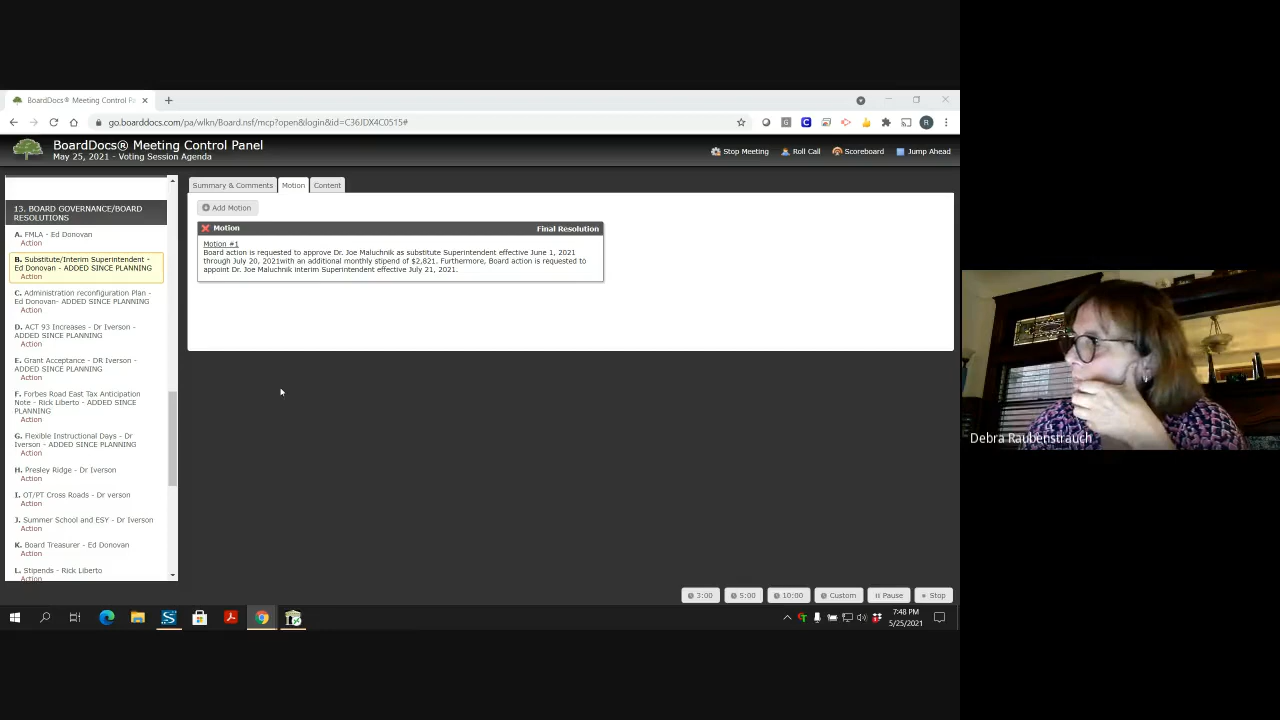 BoardDocs® Meeting Control Pa
go.boarddocs.com/pa/wlkn/Board.nsf/mcp?open&login&id=C36JDX4C0515#
BoardDocs® Meeting Control Panel
May 25, 2021 - Voting Session Agenda
Stop Meeting
Roll Call
Scoreboard
Jump Ahead
13. BOARD GOVERNANCE/BOARD
RESOLUTIONS
A. FMLA - Ed Donovan
Action
B. Substitute/Interim Superintendent -
Ed Donovan - ADDED SINCE PLANNING
Action
C. Administration reconfiguration Plan -
Ed Donovan- ADDED SINCE PLANNING
Action
D. ACT 93 Increases - Dr Iverson -
ADDED SINCE PLANNING
Action
E. Grant Acceptance - DR Iverson -
ADDED SINCE PLANNING
Action
F. Forbes Road East Tax Anticipation
Note - Rick Liberto - ADDED SINCE
PLANNING
Action
G. Flexible Instructional Days - Dr
Iverson - ADDED SINCE PLANNING
Action
H. Presley Ridge - Dr Iverson
Action
I. OT/PT Cross Roads - Dr verson
Action
J. Summer School and ESY - Dr Iverson
Action
K. Board Treasurer - Ed Donovan
Action
L. Stipends - Rick Liberto
Action
Summary & Comments
Motion
Content
Add Motion
Motion
Final Resolution
Motion #1
Board action is requested to approve Dr. Joe Maluchnik as substitute Superintendent effective June 1, 2021
through July 20, 2021with an additional monthly stipend of $2,821. Furthermore, Board action is requested to
appoint Dr. Joe Maluchnik interim Superintendent effective July 21, 2021.
Debra Raubenstrauch
3:00
5:00
10:00
Custom
Pause
Stop
7:48 PM
5/25/2021